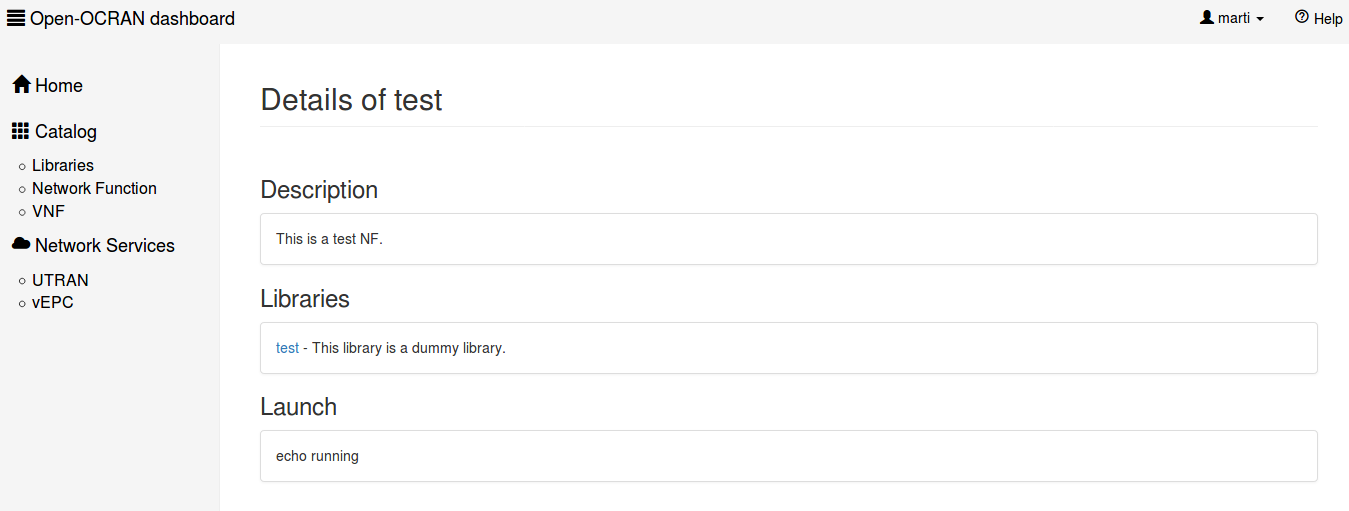 Open-OCRAN dashboard
marti
Help
Home
Catalog
Libraries
Network Function
VNF
Network Services
UTRAN
vEPC
Details of test
Description
This is a test NF.
Libraries
test - This library is a dummy library.
Launch
echo running